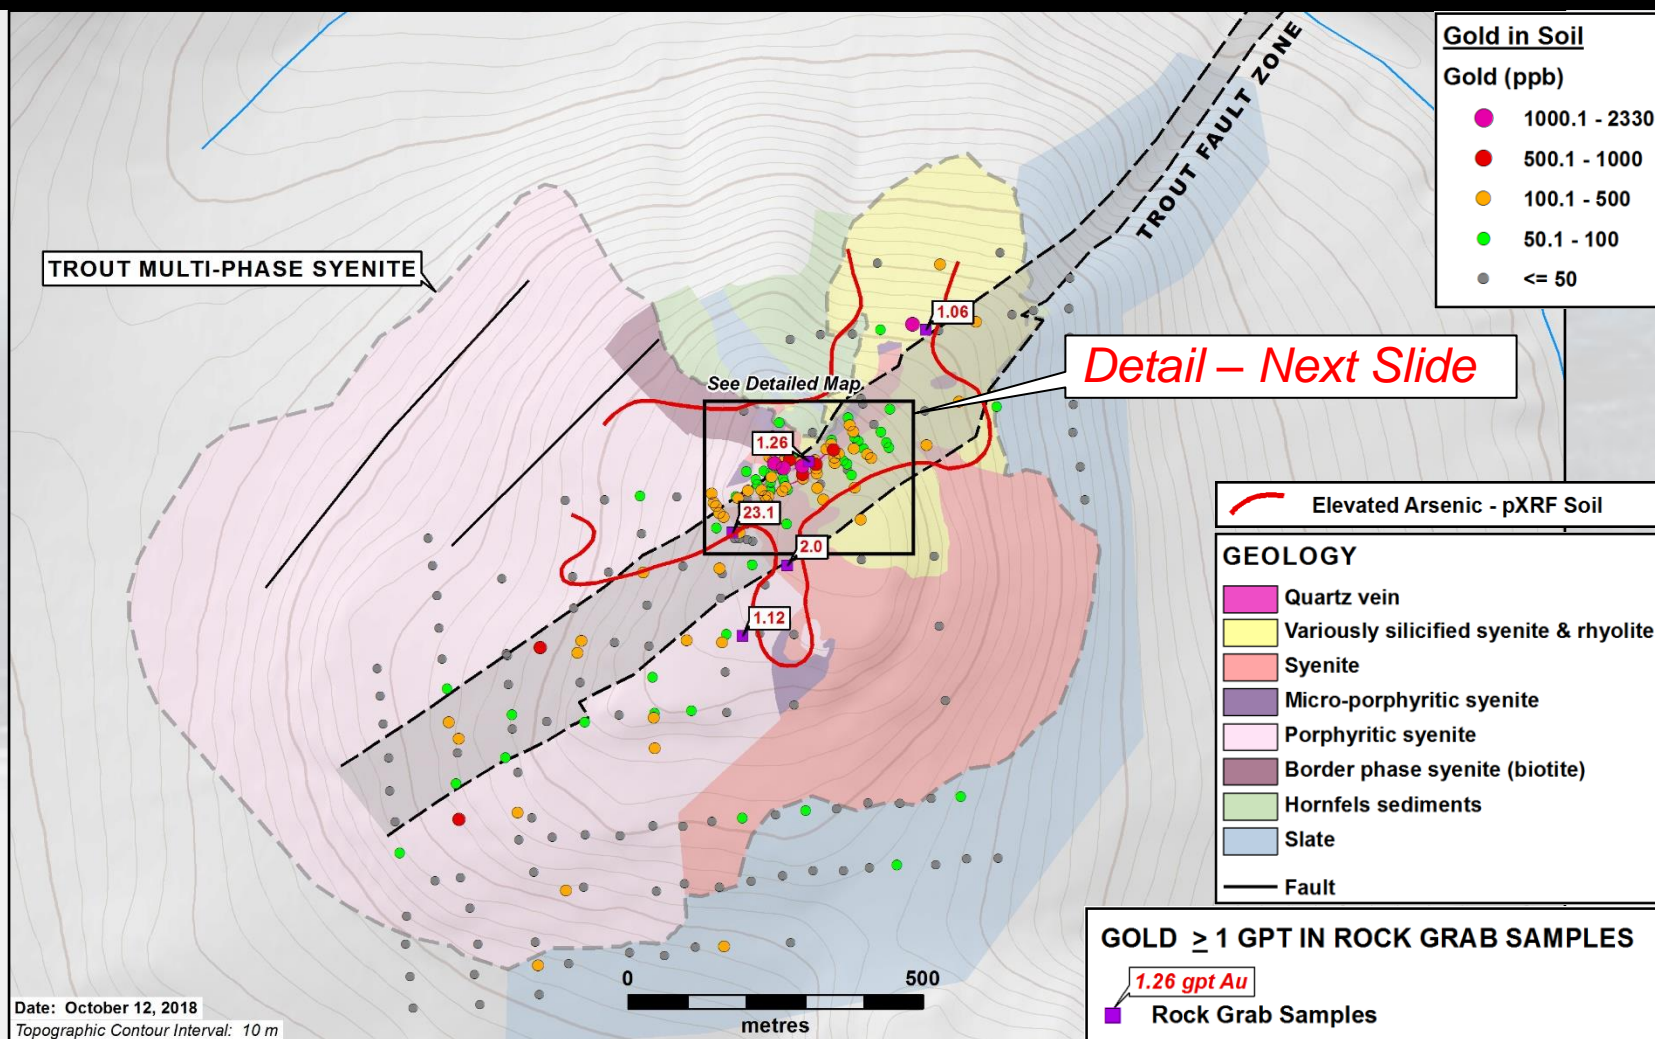 Gold in Soil
Gold (ppb)
1000.1 - 2330
500.1 - 1000
100.1 - 500
50.1 - 100
<= 50
TROUT FAULT ZONE
TROUT MULTI-PHASE SYENITE
1.06
Detail – Next Slide
See Detailed Map
1.26
23.1
2.0
1.12
Elevated Arsenic - pXRF Soil
GEOLOGY
Quartz vein
Variously silicified syenite & rhyolite
Syenite
Micro-porphyritic syenite
Porphyritic syenite
Border phase syenite (biotite)
Hornfels sediments
Slate
Fault
GOLD ≥ 1 GPT IN ROCK GRAB SAMPLES
1.26 gpt Au
Rock Grab Samples
0 500
metres
Date: October 12, 2018
Topographic Contour Interval: 10 m